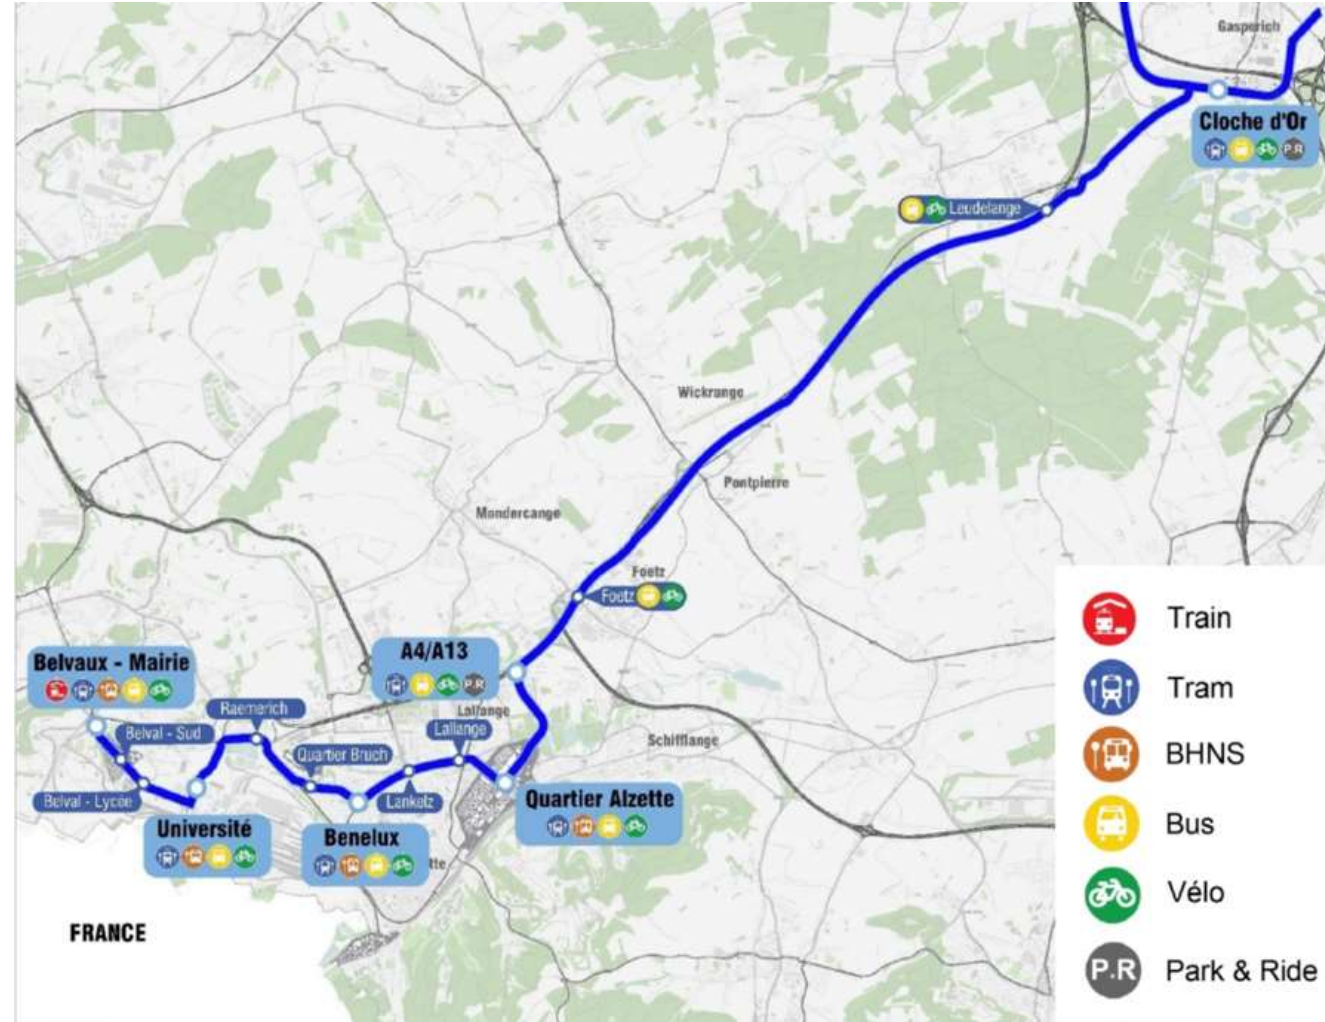 Gasperich
Cloche d'Or
P.R
Leudelange
Wickrange
Pontpierre
Mondercange
Foetz
Foetz
A4/A13
P.R
Belvaux - Mairie
Lallange
Raemerich
Lallange
Belval - Sud
Schifflange
Quartier Bruch
Belval - Lycée
Lankelz
Quartier Alzette
Université
Benelux
tte
FRANCE
Train
Tram
BHNS
Bus
Vélo
P.R Park & Ride